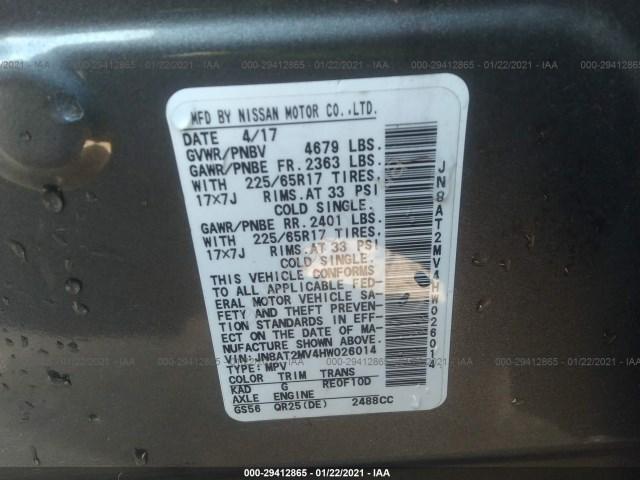 000-29412865 - 01/22/2021 - IAA
000-29412865 - 01/22/2021 - IAA
000-29412865 - 01/22/2021 - IAA
MFD BY NISSAN MOTOR CO.,LTD.
DATE 4/17
GVWR/PNBV 4679 LBS.
GAWR/PNBE FR. 2363 LBS.
WITH 225/65R17 TIRES,
17×7J RIMS.AT 33 PSI
COLD SINGLE.
GAWR/PNBE RR. 2401 LBS.
WITH 225/65R17 TIRES,
17×7J RIMS.AT 33 PSI
COLD SINGLE.
THIS VEHICLE CONFORMS
TO ALL APPLICABLE FED-
ERAL MOTOR VEHICLE SA-
FETY AND THEFT PREVEN-
TION STANDARDS IN EFF-
ECT ON THE DATE OF MA-
NUFACTURE SHOWN ABOVE.
VIN:JN8AT2MV4HW026014
TYPE:MPV
COLOR TRIM TRANS
KAD G RE0F10D
AXLE ENGINE
GS56 QR25(DE) 2488CC
JN8AT2MV4HW026014
000-29412865 - 01/22/2021 - IAA